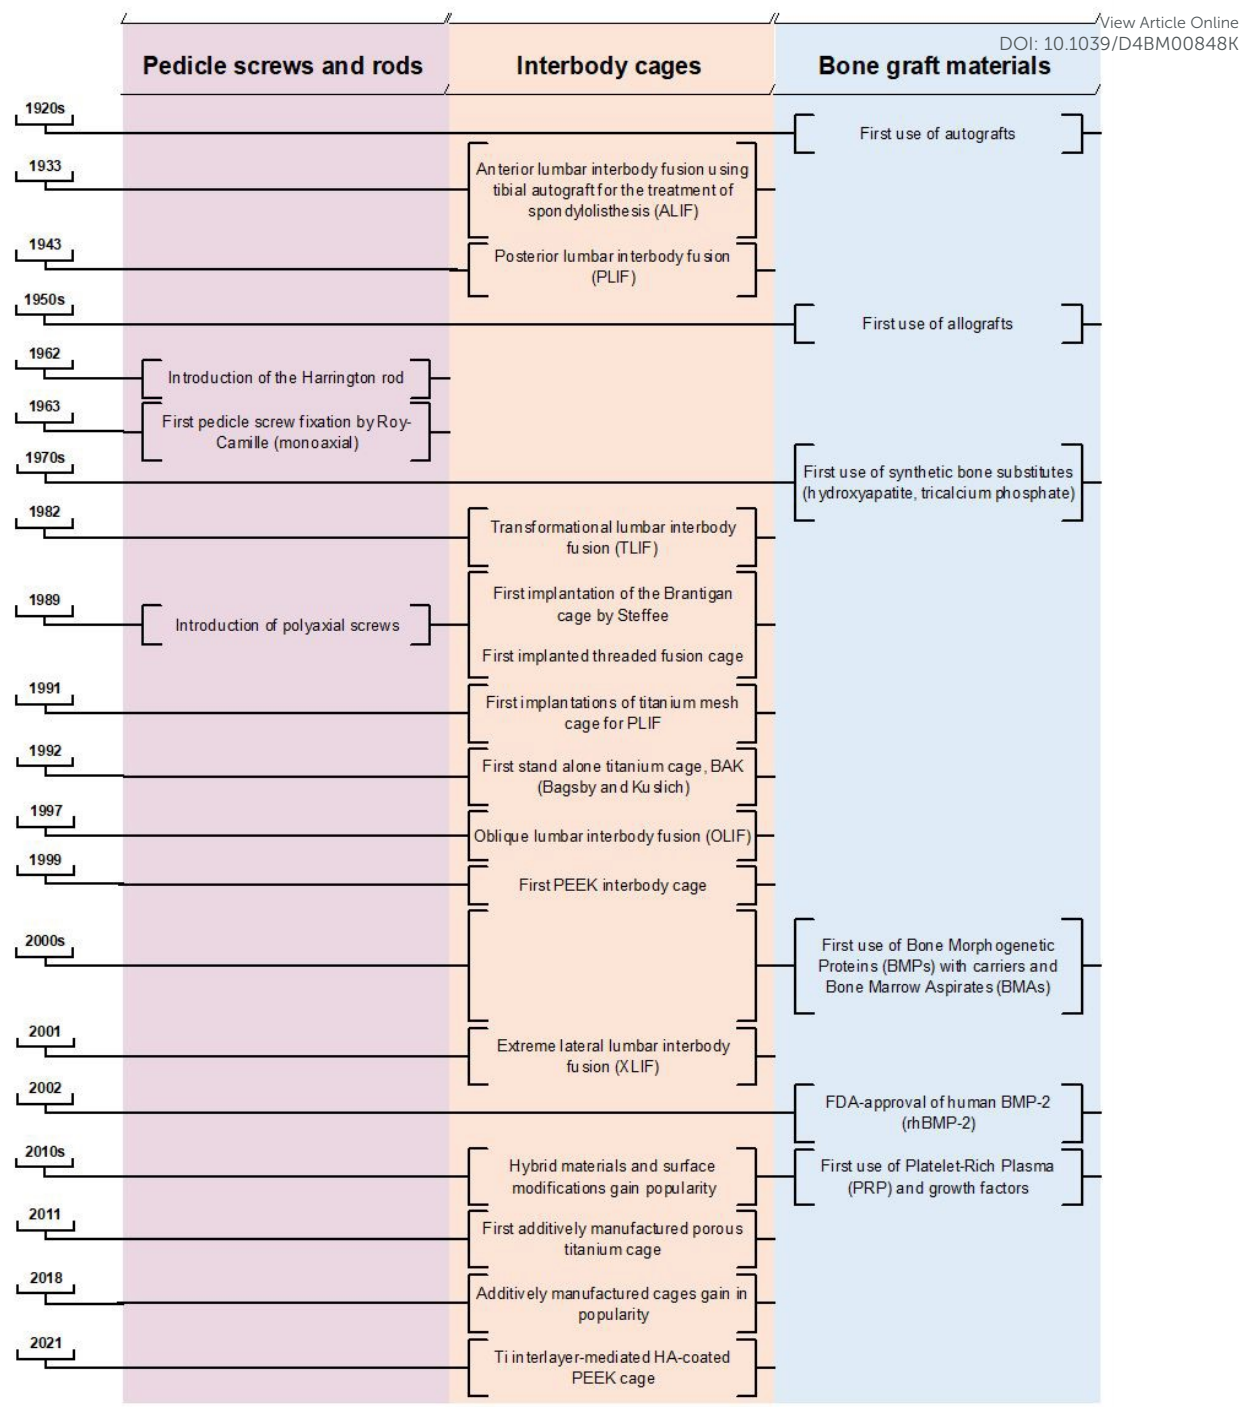 View Article Online
DOI: 10.1039/D4BM00848K
Pedicle screws and rods
Interbody cages
Bone graft materials
1920s
First use of autografts
1933
Anterior lumbar interbody fusion using
tibial autograft for the treatment of
spondylolisthesis (ALIF)
1943
Posterior lumbar interbody fusion
(PLIF)
1950s
First use of allografts
1962
Introduction of the Harrington rod
1963
First pedicle screw fixation by Roy-
Camille (monoaxial)
1970s
First use of synthetic bone substitutes
(hydroxyapatite, tricalcium phosphate)
1982
Transformational lumbar interbody
fusion (TLIF)
1989
Introduction of polyaxial screws
First implantation of the Brantigan
cage by Steffee
First implanted threaded fusion cage
1991
First implantations of titanium mesh
cage for PLIF
1992
First stand alone titanium cage, BAK
(Bagsby and Kuslich)
1997
Oblique lumbar interbody fusion (OLIF)
1999
First PEEK interbody cage
2000s
First use of Bone Morphogenetic
Proteins (BMPs) with carriers and
Bone Marrow Aspirates (BMAs)
2001
Extreme lateral lumbar interbody
fusion (XLIF)
2002
FDA-approval of human BMP-2
(rhBMP-2)
2010s
Hybrid materials and surface
modifications gain popularity
First use of Platelet-Rich Plasma
(PRP) and growth factors
2011
First additively manufactured porous
titanium cage
2018
Additively manufactured cages gain in
popularity
2021
Ti interlayer-mediated HA-coated
PEEK cage